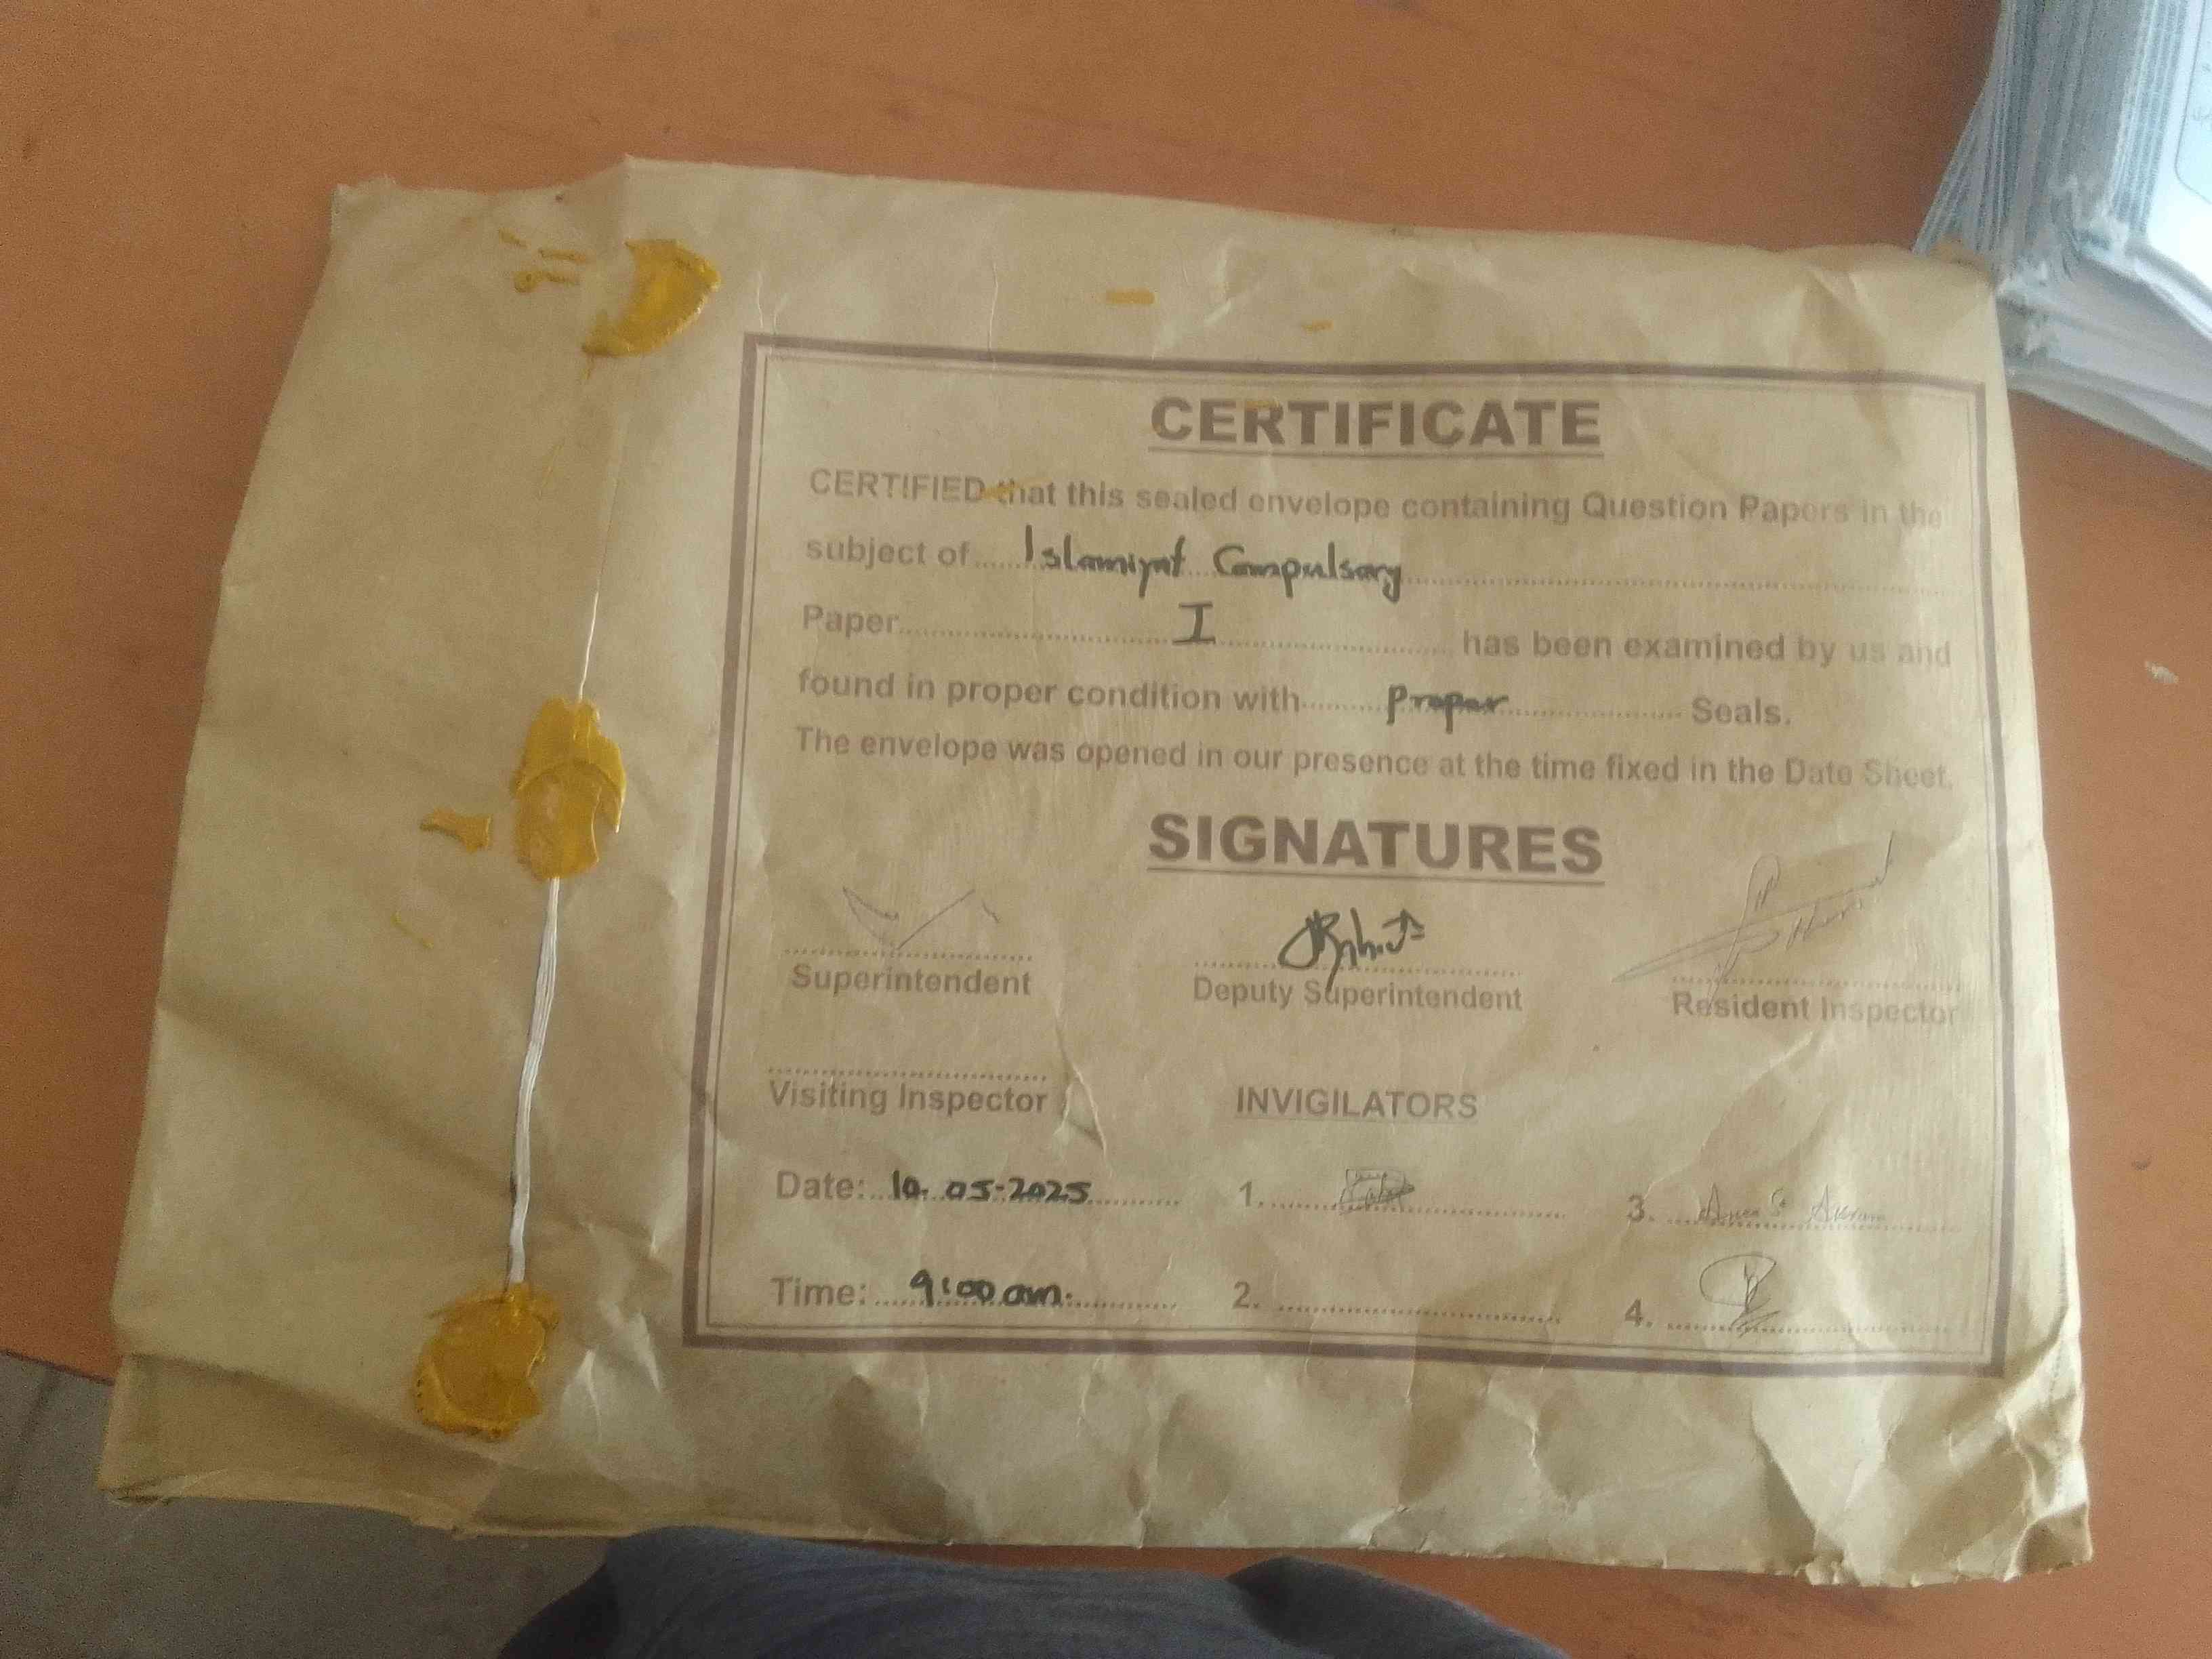 CERTIFICATE
CERTIFIED that this sealed envelope containing Question Papers in the
subject of Islamiyat Compulsory
Paper I has been examined by us and
found in proper condition with Proper Seals.
The envelope was opened in our presence at the time fixed in the Date Sheet.
SIGNATURES
Superintendent Deputy Superintendent Resident Inspector
Visiting Inspector INVIGILATORS
Date: 10.05-2025 1. 3.
Time: 9:00 am. 2. 4.